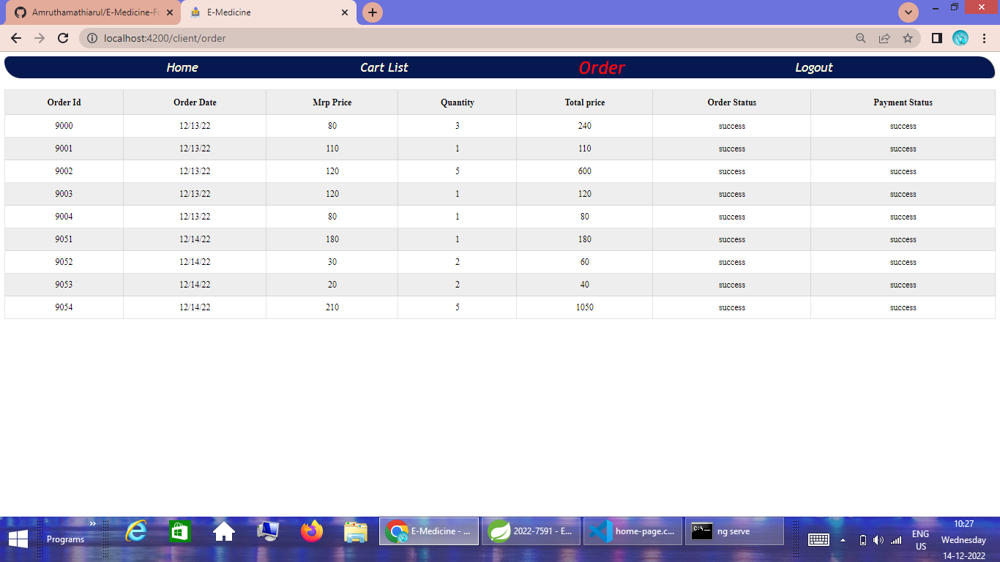 Amruthamathiarul/E-Medicine-Fu
E-Medicine
localhost:4200/client/order
Home Cart List Order Logout
Order Id Order Date Mrp Price Quantity Total price Order Status Payment Status
9000 12/13/22 80 3 240 success success
9001 12/13/22 110 1 110 success success
9002 12/13/22 120 5 600 success success
9003 12/13/22 120 1 120 success success
9004 12/13/22 80 1 80 success success
9051 12/14/22 180 1 180 success success
9052 12/14/22 30 2 60 success success
9053 12/14/22 20 2 40 success success
9054 12/14/22 210 5 1050 success success
Programs
E-Medicine - ...
2022-7591 - E...
home-page.c...
C:\-
ng serve
ENG
US
10:27
Wednesday
14-12-2022